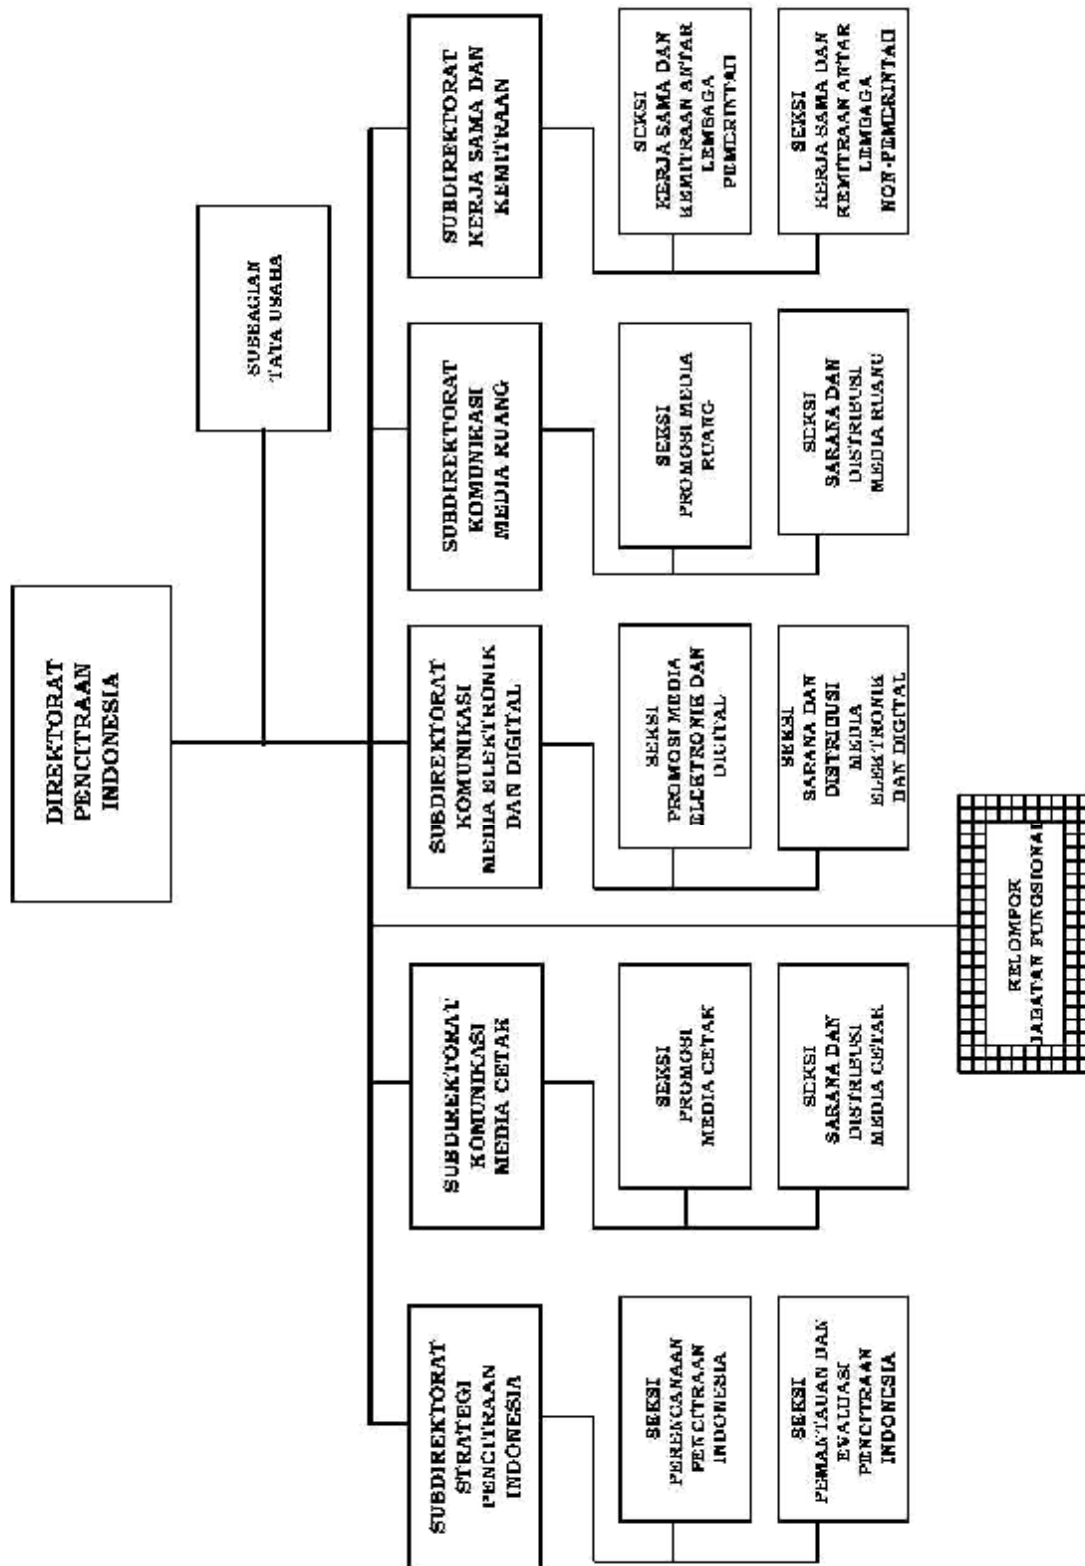 DIREKTORAT
PENCITRAAN
INDONESIA
SUBBAGIAN
TATA USAHA
SUBDIREKTORAT
STRATEGI
PENCITRAAN
INDONESIA
SUBDIREKTORAT
KOMUNIKASI
MEDIA CETAK
SUBDIREKTORAT
KOMUNIKASI
MEDIA ELEKTRONIK
DAN DIGITAL
SUBDIREKTORAT
KOMUNIKASI
MEDIA RUANG
SUBDIREKTORAT
KERJA SAMA DAN
KEMITRAAN
SEKSI
PERENCANAAN
PENCITRAAN
INDONESIA
SEKSI
PROMOSI
MEDIA CETAK
SEKSI
PROMOSI MEDIA
ELEKTRONIK DAN
DIGITAL
SEKSI
PROMOSI MEDIA
RUANG
SEKSI
KERJA SAMA DAN
KEMITRAAN ANTAR
LEMBAGA
PEMERINTAH
SEKSI
PEMANTAUAN DAN
EVALUASI
PENCITRAAN
INDONESIA
SEKSI
SARANA DAN
DISTRIBUSI
MEDIA CETAK
SEKSI
SARANA DAN
DISTRIBUSI
MEDIA
ELEKTRONIK
DAN DIGITAL
SEKSI
SARANA DAN
DISTRIBUSI
MEDIA RUANG
SEKSI
KERJA SAMA DAN
KEMITRAAN ANTAR
LEMBAGA
NON-PEMERINTAH
KELOMPOK
JABATAN FUNGSIONAL